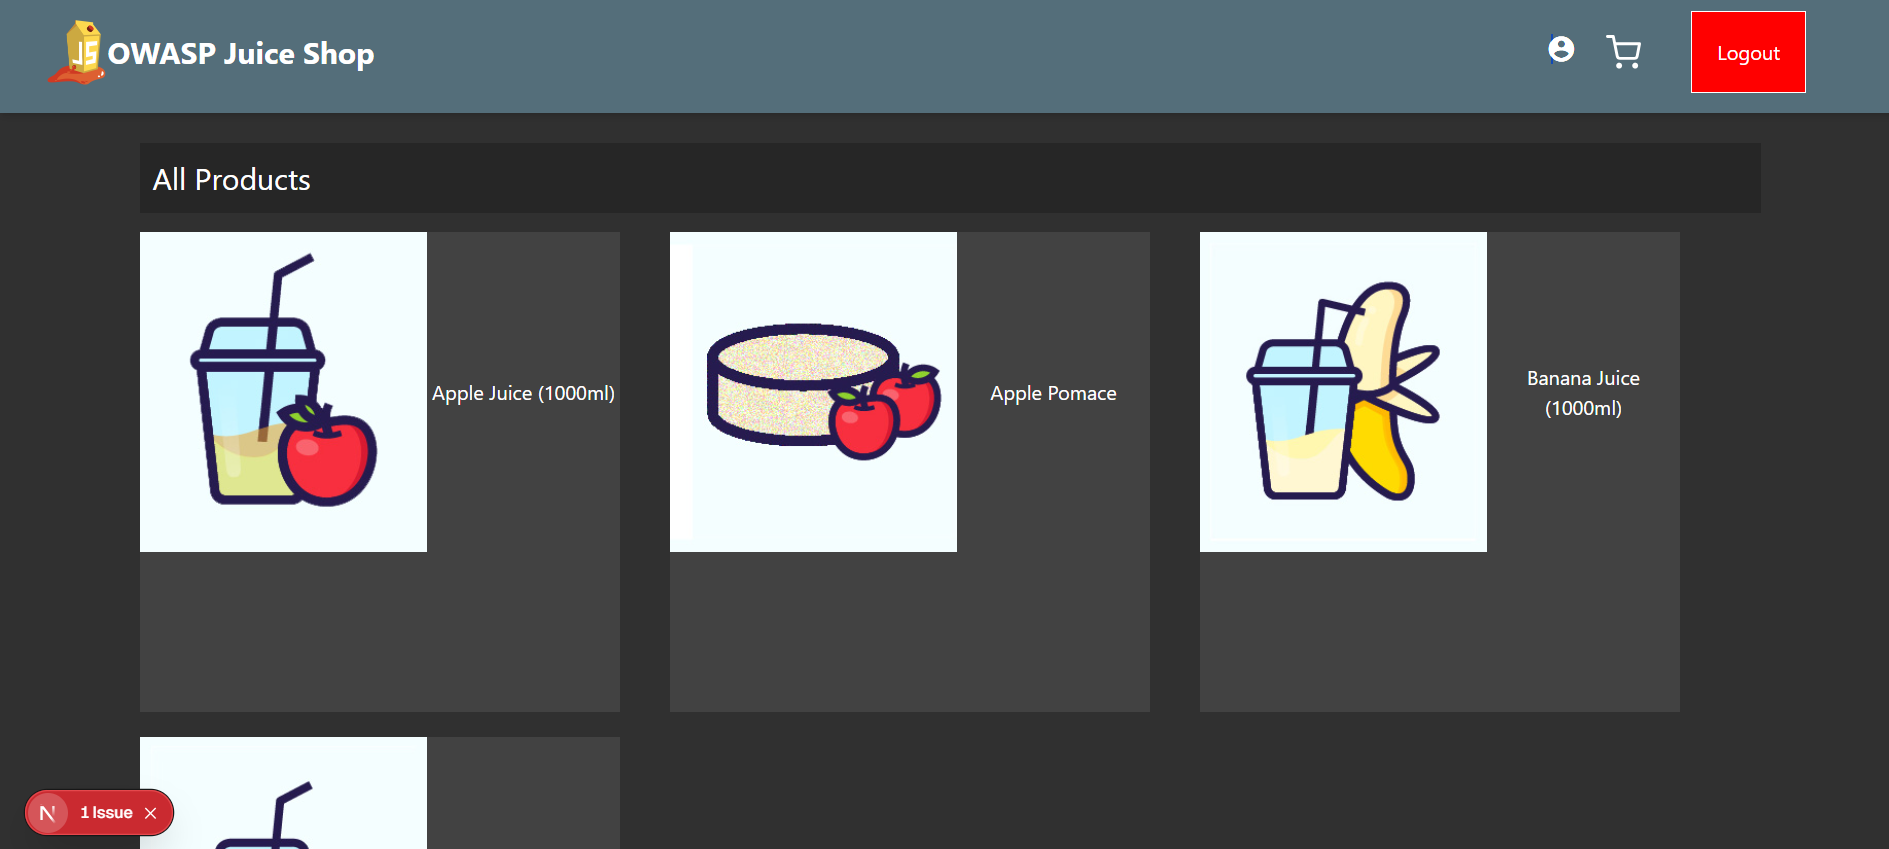 JS
OWASP Juice Shop
Logout
All Products
Apple Juice (1000ml)
Apple Pomace
Banana Juice
(1000ml)
N
1 Issue